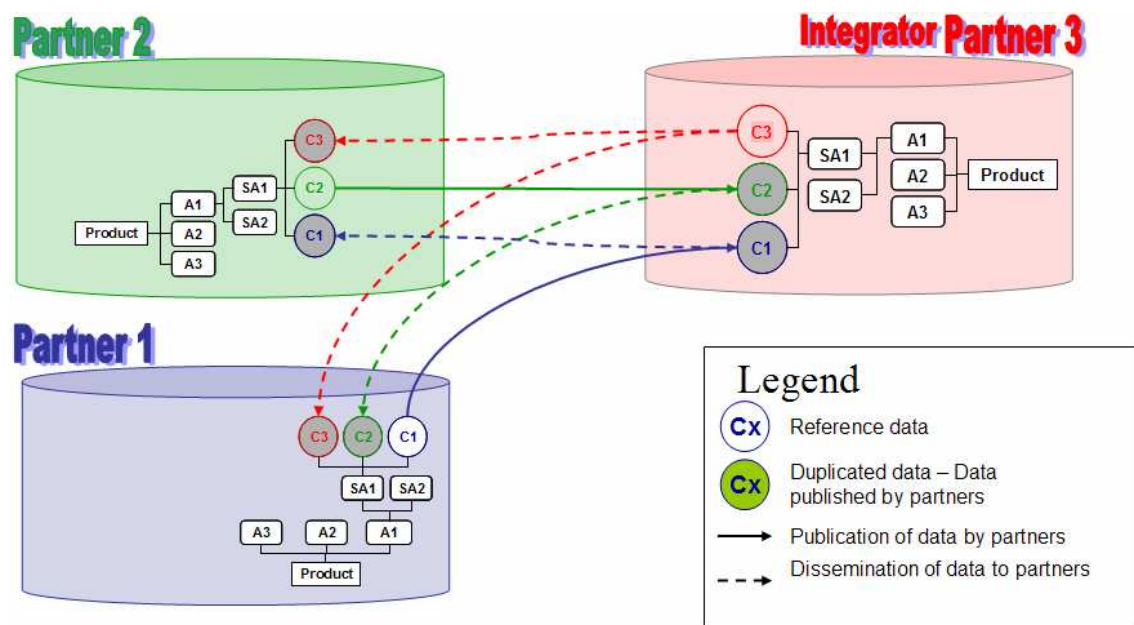 Partner 2
Integrator Partner 3
C3
C2
C1
SA1
SA2
A1
A2
A3
Product
C3
C2
C1
SA1
SA2
A1
A2
A3
Product
Partner 1
C3
C2
C1
SA1
SA2
A3
A2
A1
Product
Legend
Cx
Reference data
Cx
Duplicated data – Data
published by partners
Publication of data by partners
Dissemination of data to partners